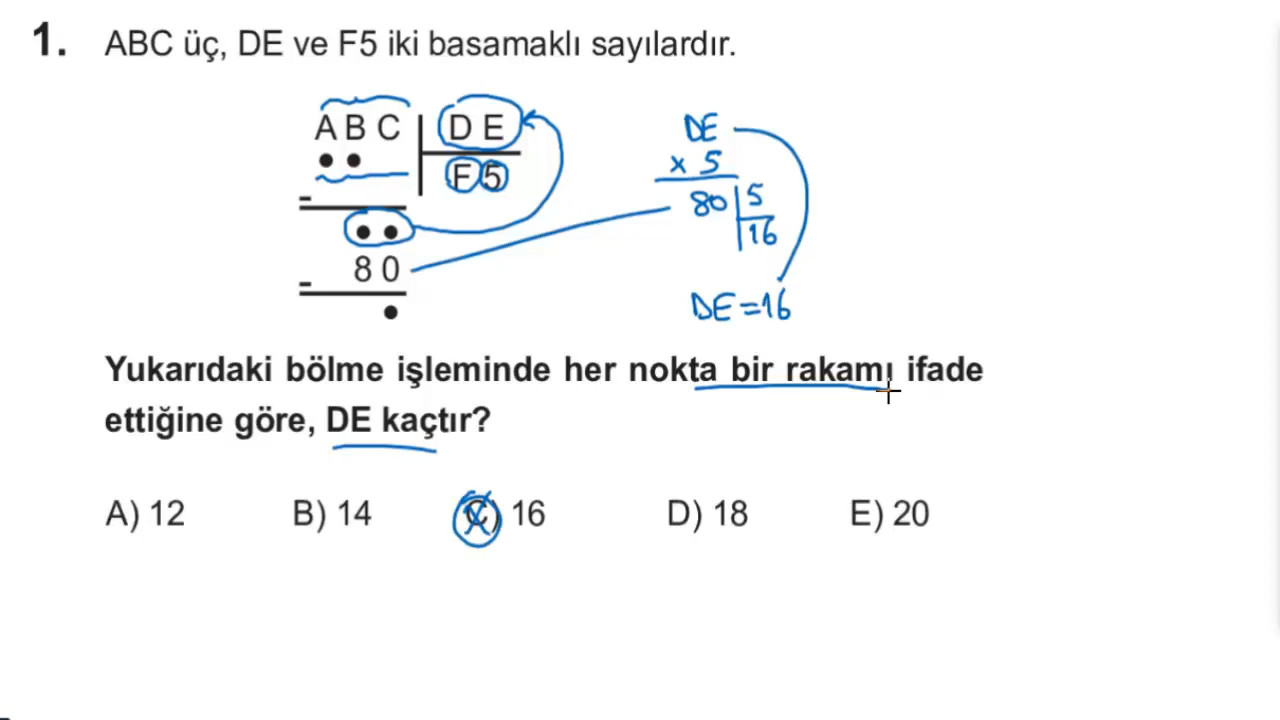 1. ABC üç, DE ve F5 iki basamaklı sayılardır.
ABC DE
•• F5
-
••
80
-
•
DE
x 5
80 5
16
DE=16
Yukarıdaki bölme işleminde her nokta bir rakamı ifade
ettiğine göre, DE kaçtır?
A) 12 B) 14 C) 16 D) 18 E) 20